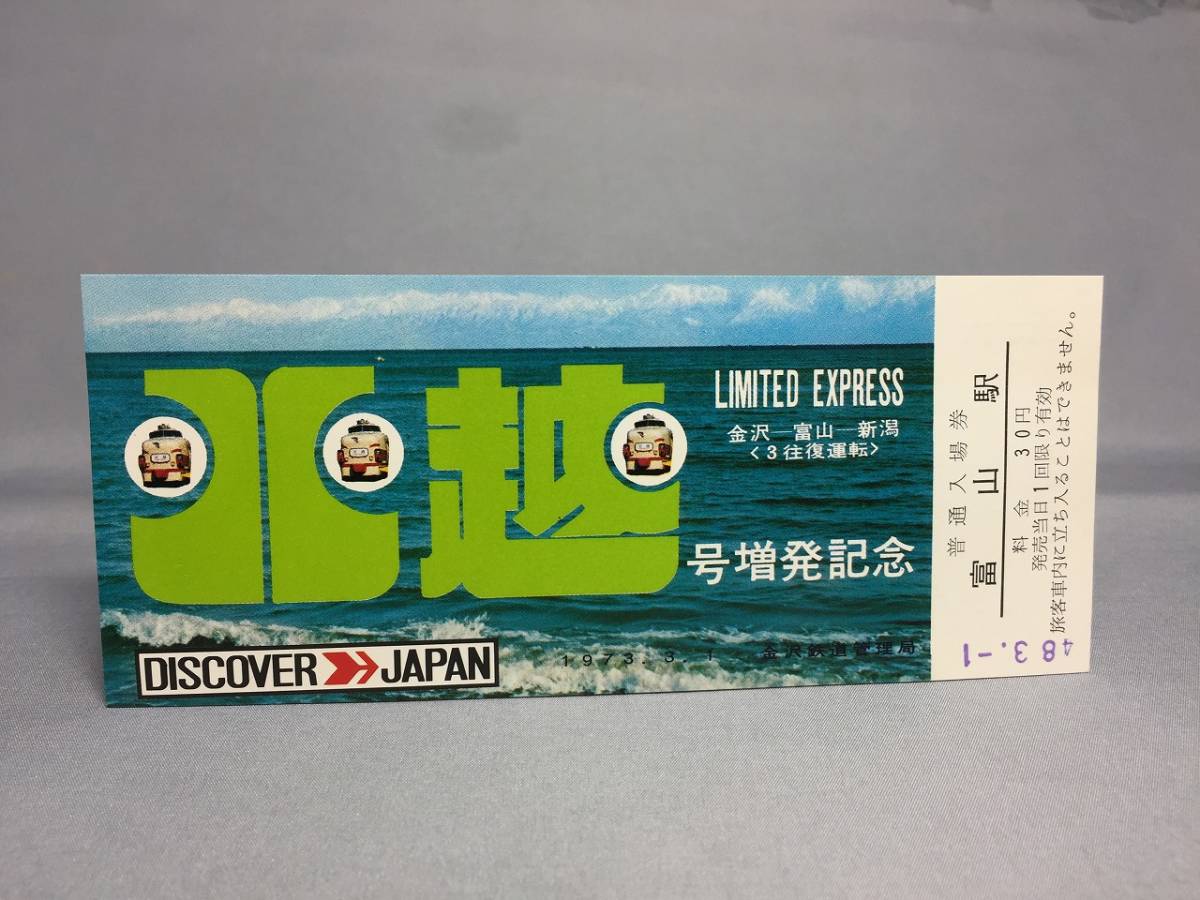 北越
LIMITED EXPRESS
金沢―富山―新潟
<3往復運転>
号増発記念
DISCOVER JAPAN
1973.3.1
金沢鉄道管理局
普通入場券
富山駅
料金 30円
発売当日1回限り有効
旅客車内に立ち入ることはできません。
48.3.-1